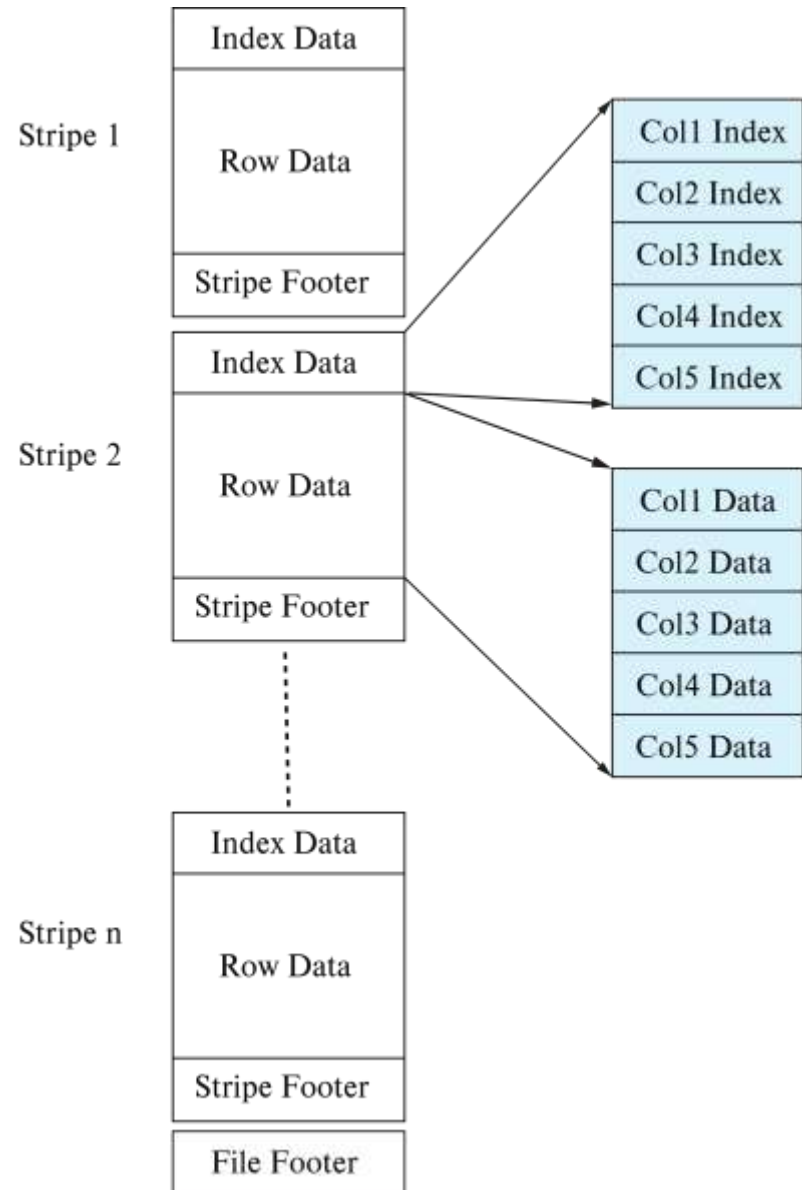 Index Data
Stripe 1
Row Data
Stripe Footer
Index Data
Stripe 2
Row Data
Stripe Footer
Col1 Index
Col2 Index
Col3 Index
Col4 Index
Col5 Index
Col1 Data
Col2 Data
Col3 Data
Col4 Data
Col5 Data
Index Data
Stripe n
Row Data
Stripe Footer
File Footer